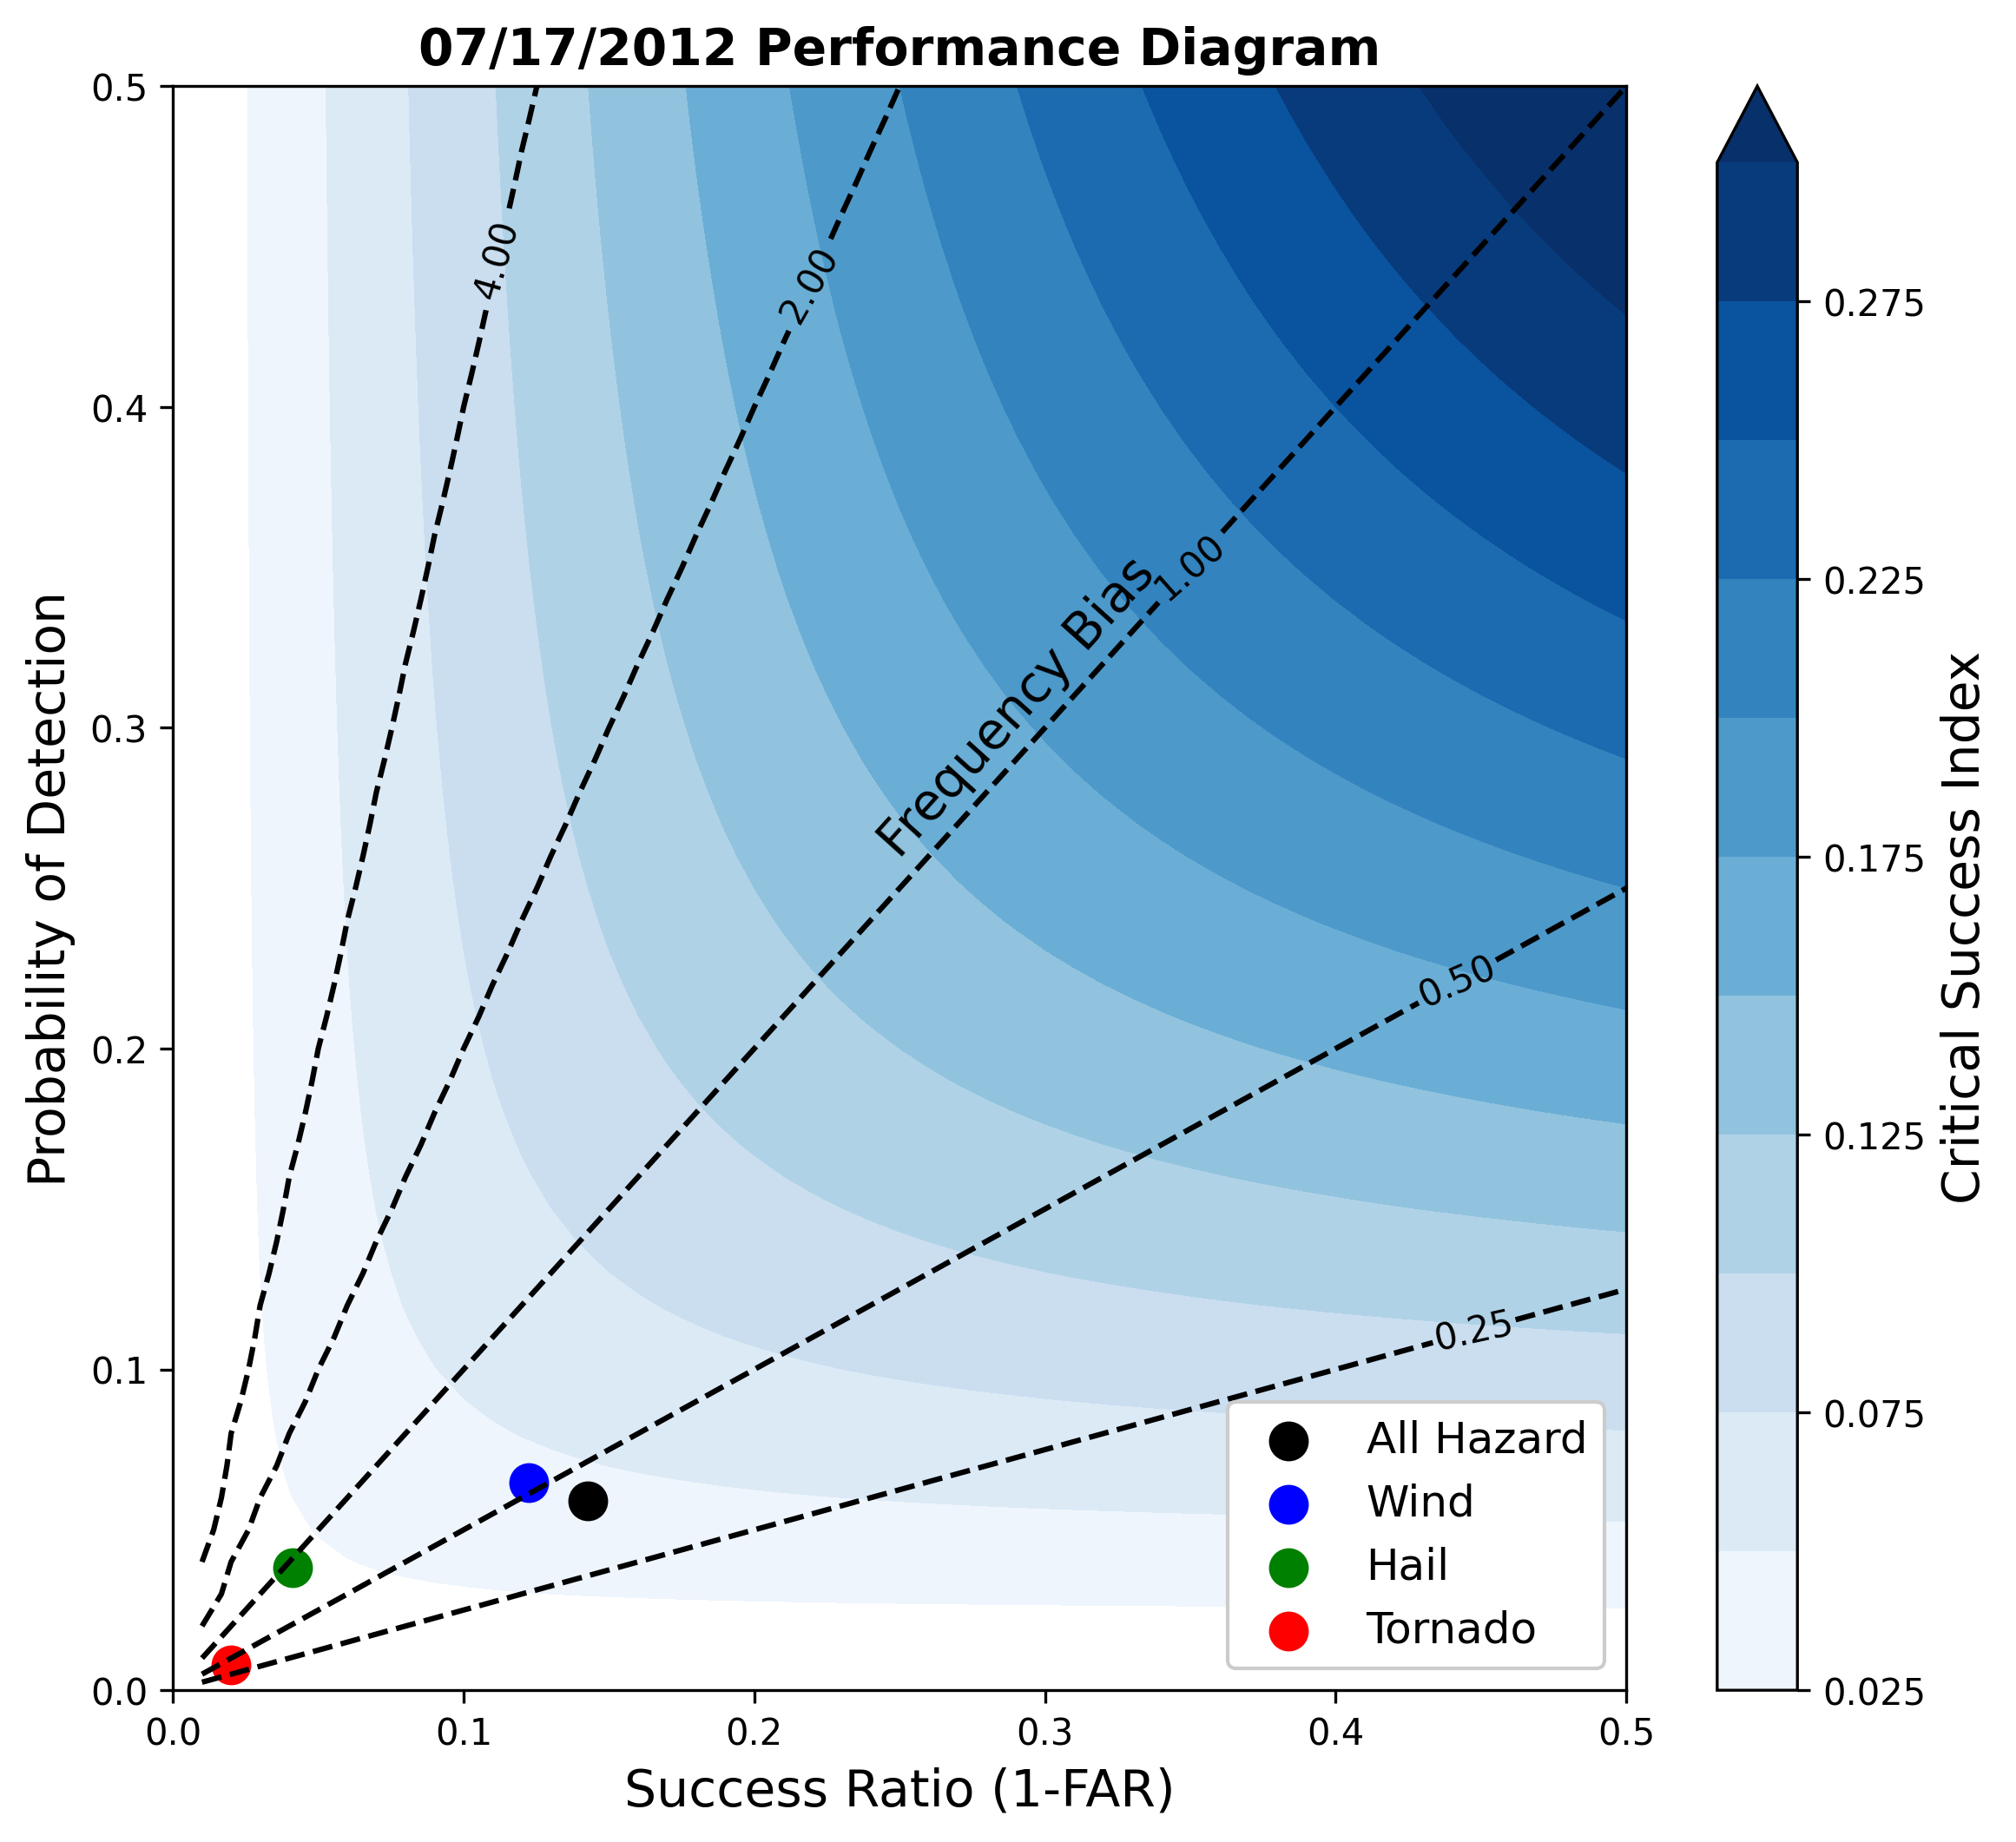 07/17/2012 Performance Diagram
0.5
0.4
0.3
0.2
0.1
0.0
Probability of Detection
4.00
2.00
1.00
0.50
0.25
Frequency Bias
All Hazard
Wind
Hail
Tornado
0.0 0.1 0.2 0.3 0.4 0.5
Success Ratio (1-FAR)
0.275
0.225
0.175
0.125
0.075
0.025
Critical Success Index